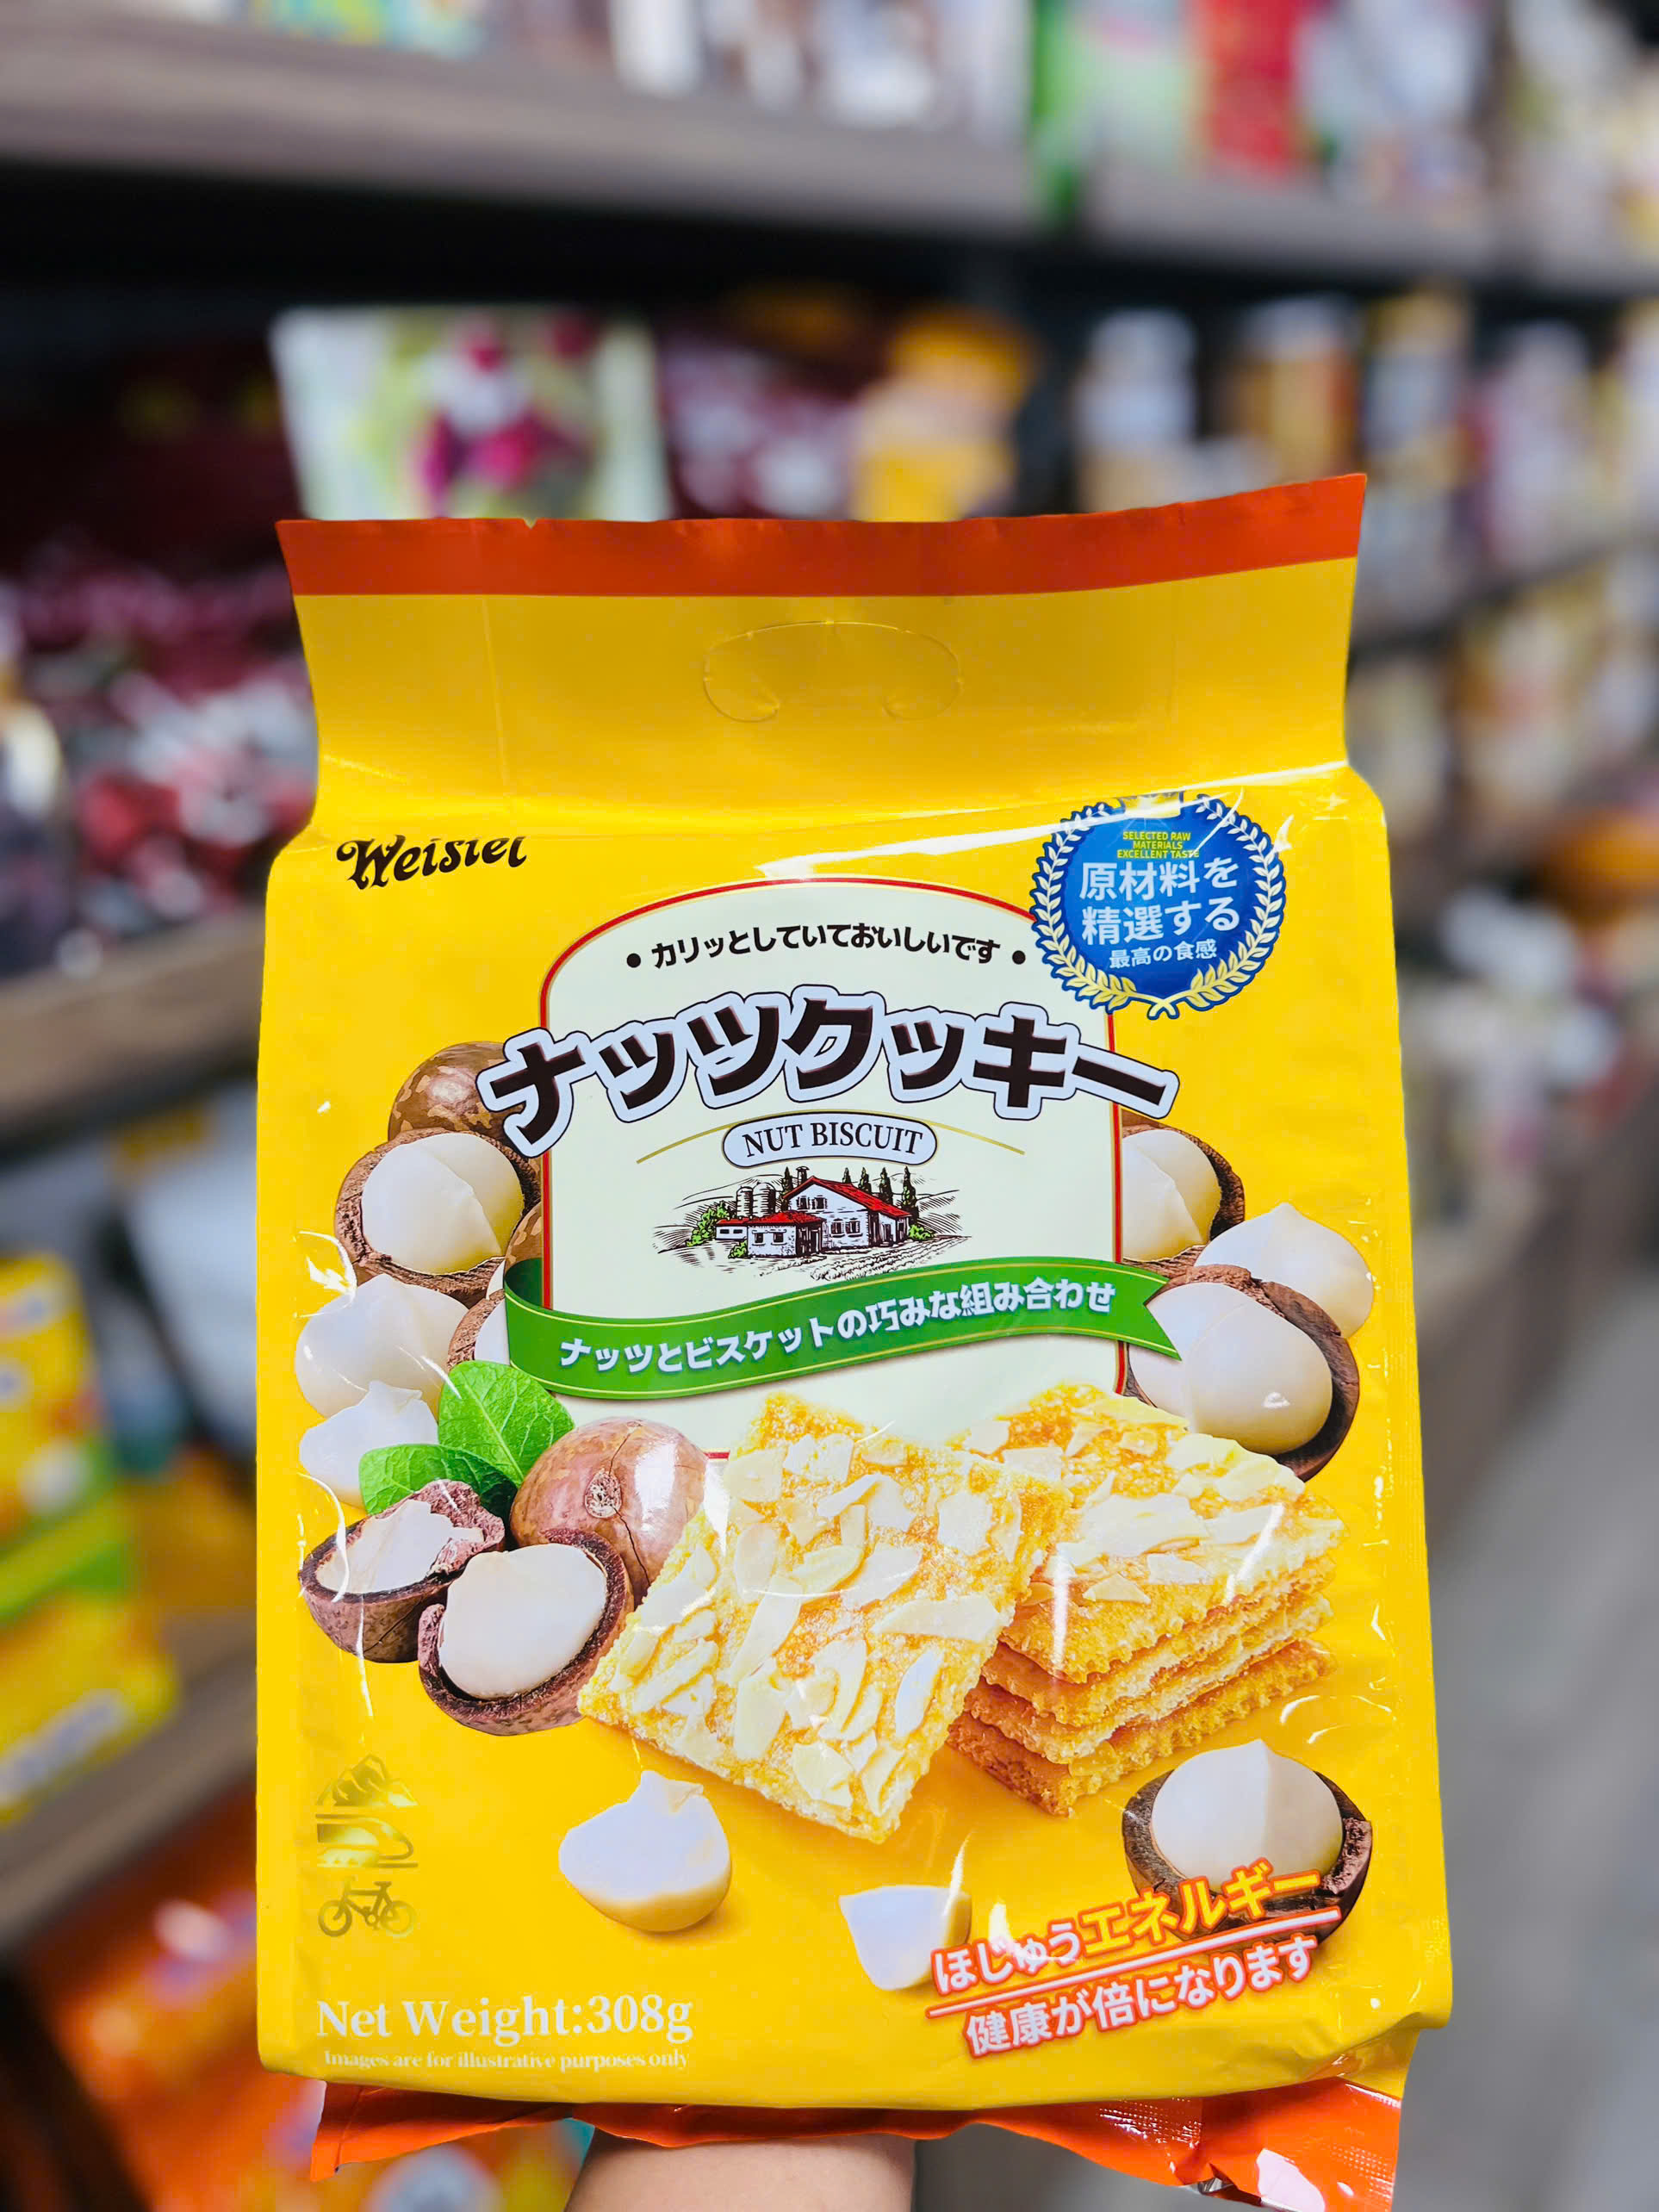 Weisiel
SELECTED RAW
MATERIALS
EXCELLENT TASTE
原材料を
精選する
最高の食感
• カリッとしていておいしいです •
ナッツクッキー
NUT BISCUIT
ナッツとビスケットの巧みな組み合わせ
ほじゅうエネルギー
健康が倍になります
Net Weight:308g
Images are for illustrative purposes only